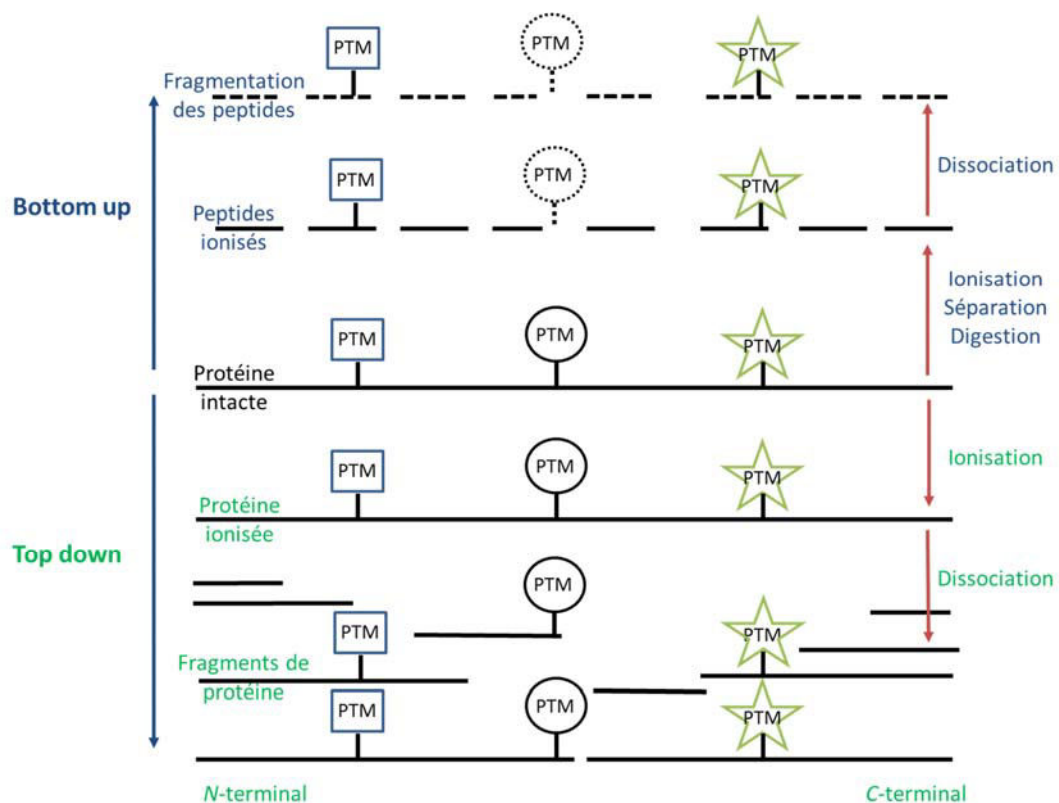 PTM
PTM
PTM
Fragmentation
des peptides
Dissociation
PTM
PTM
PTM
Bottom up
Peptides
ionisés
Ionisation
Séparation
Digestion
PTM
PTM
PTM
Protéine
intacte
PTM
PTM
PTM
Ionisation
Protéine
ionisée
Top down
PTM
Dissociation
PTM
PTM
Fragments de
protéine
PTM
PTM
PTM
N-terminal
C-terminal